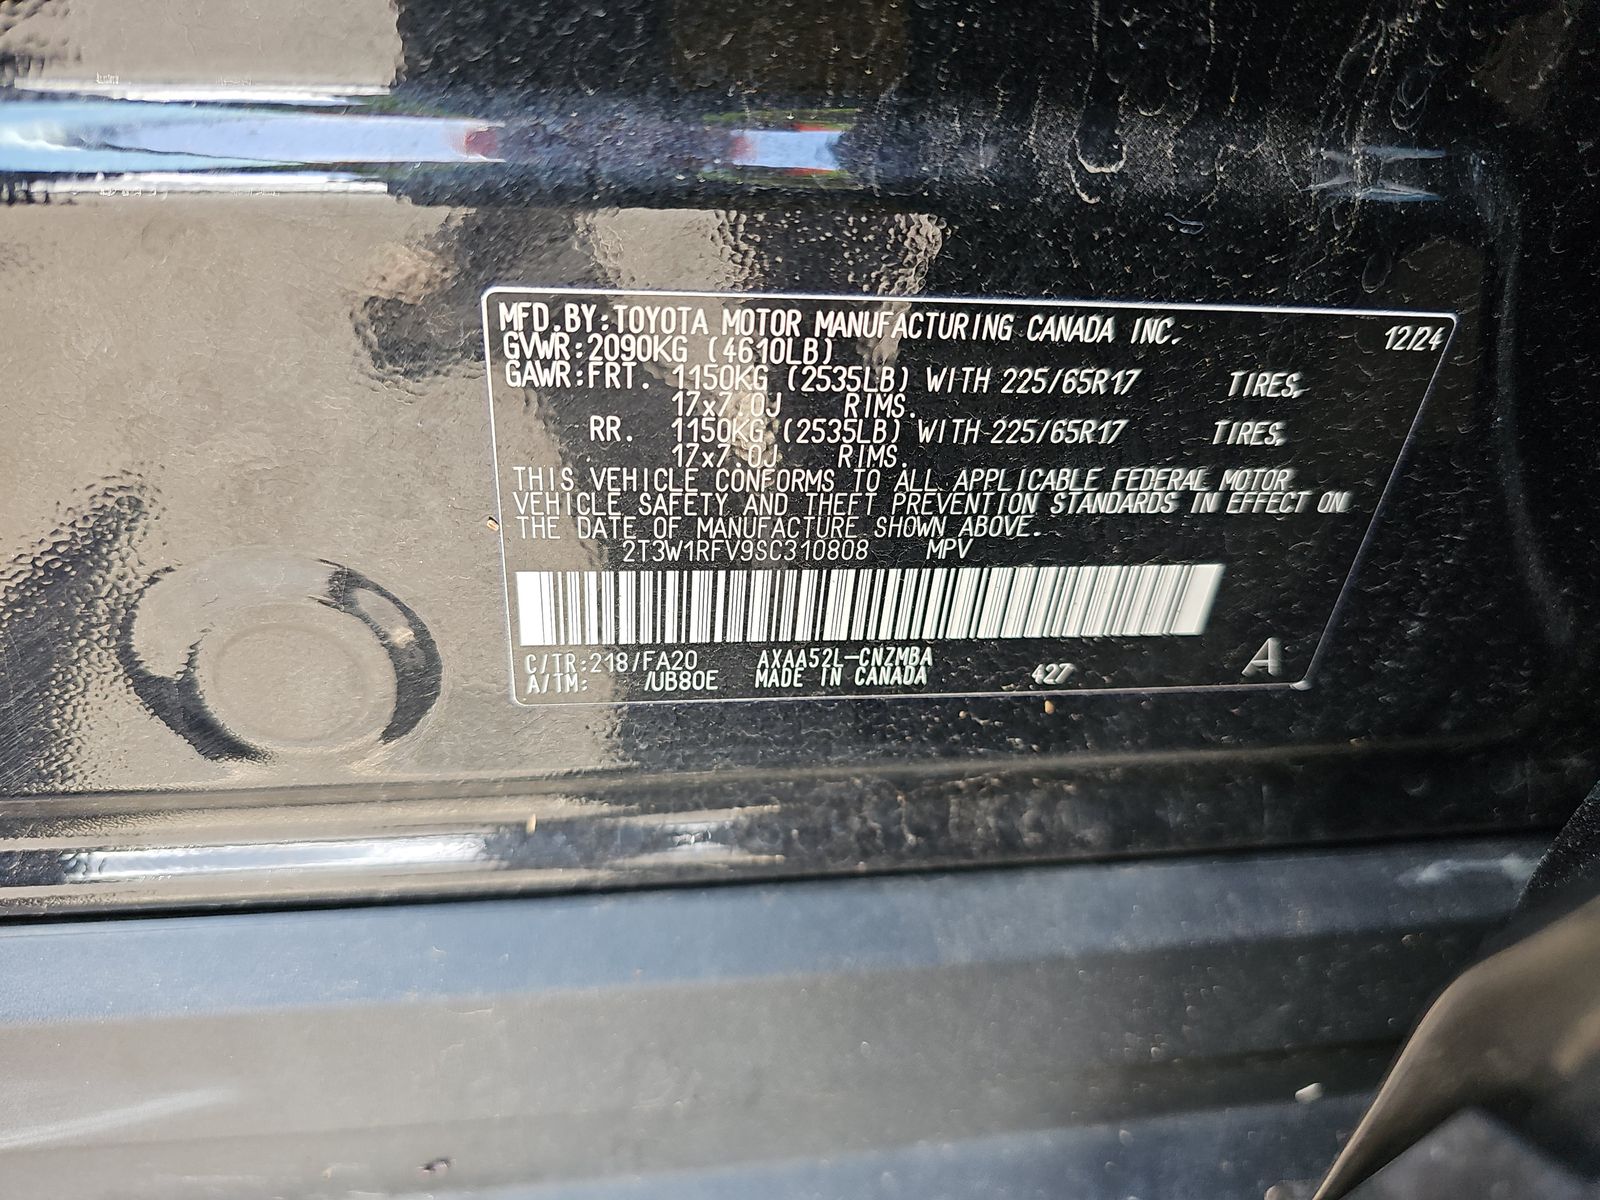 MFD.BY:TOYOTA MOTOR MANUFACTURING CANADA INC. 12/24
GVWR:2090KG (4610LB)
GAWR:FRT. 1150KG (2535LB) WITH 225/65R17 TIRES,
17x7.0J RIMS.
RR. 1150KG (2535LB) WITH 225/65R17 TIRES,
17x7.0J RIMS.
THIS VEHICLE CONFORMS TO ALL APPLICABLE FEDERAL MOTOR
VEHICLE SAFETY AND THEFT PREVENTION STANDARDS IN EFFECT ON
THE DATE OF MANUFACTURE SHOWN ABOVE.
2T3W1RFV9SC310808 MPV
C/TR:218/FA20 AXAA52L-CNZMBA
A/TM: /UB80E MADE IN CANADA 427 A